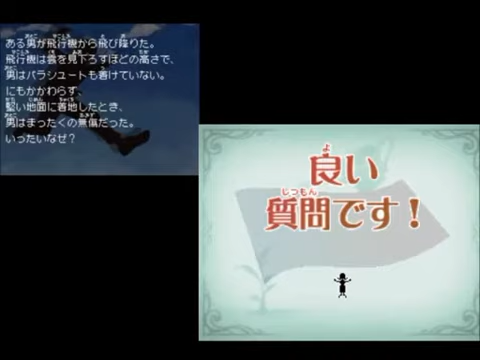 ある男が飛行機から飛び降りた。
飛行機は雲を見下ろすほどの高さで、
男はパラシュートも着けていない。
にもかかわらず、
堅い地面に着地したとき、
男はまったくの無傷だった。
いったいなぜ？
良い
質問です！